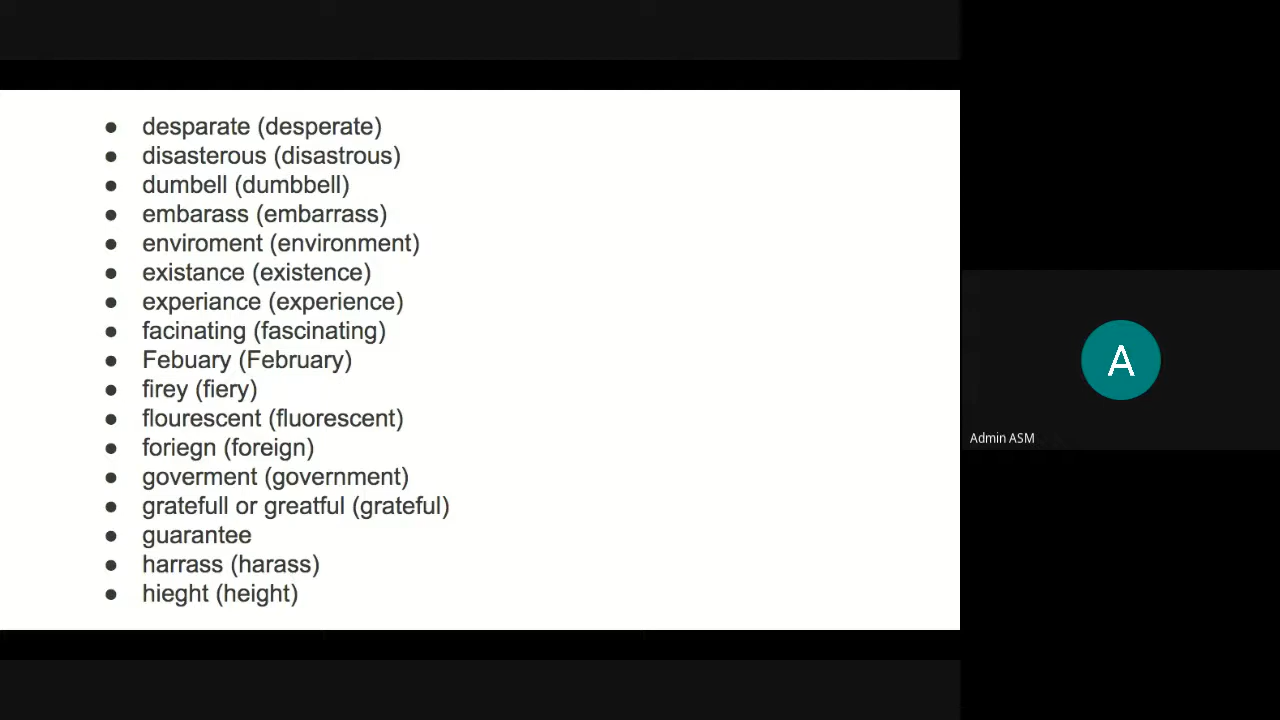 ● desparate (desperate)
● disasterous (disastrous)
● dumbell (dumbbell)
● embarass (embarrass)
● enviroment (environment)
● existance (existence)
● experiance (experience)
● facinating (fascinating)
● Febuary (February)
● firey (fiery)
● flourescent (fluorescent)
● foriegn (foreign)
● goverment (government)
● gratefull or greatful (grateful)
● guarantee
● harrass (harass)
● hieght (height)
A
Admin ASM